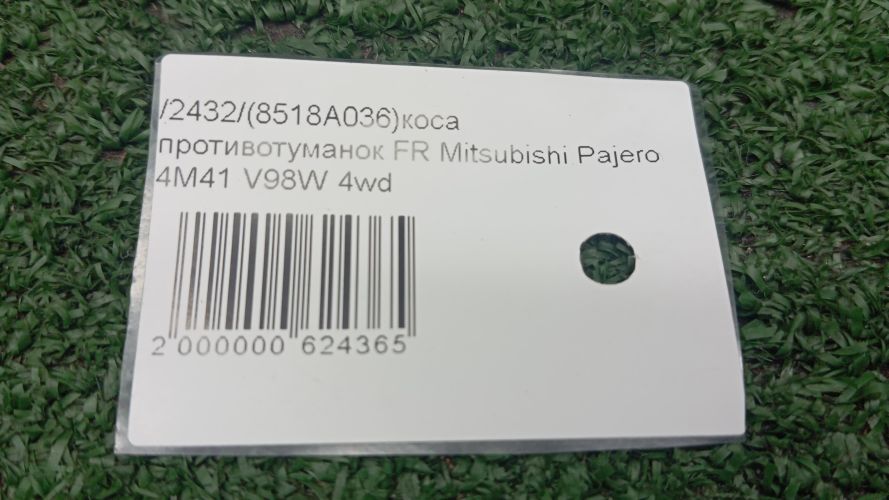 /2432/(8518A036)коса
противотуманок FR Mitsubishi Pajero
4M41 V98W 4wd
2 000000 624365